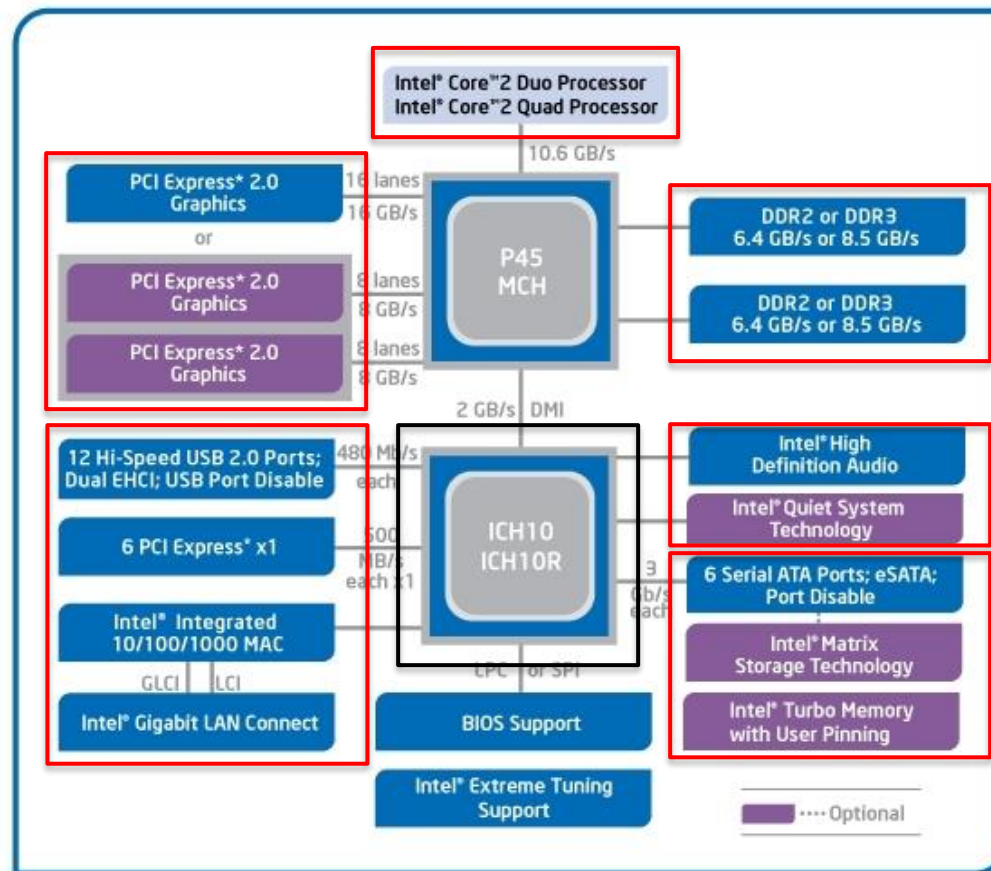 Intel® Core™2 Duo Processor
Intel® Core™2 Quad Processor
10.6 GB/s
PCI Express* 2.0
Graphics
16 lanes
16 GB/s
or
PCI Express* 2.0
Graphics
8 lanes
8 GB/s
PCI Express* 2.0
Graphics
8 lanes
8 GB/s
P45
MCH
DDR2 or DDR3
6.4 GB/s or 8.5 GB/s
DDR2 or DDR3
6.4 GB/s or 8.5 GB/s
2 GB/s DMI
12 Hi-Speed USB 2.0 Ports;
Dual EHCI; USB Port Disable
480 Mb/s
each
6 PCI Express* x1
500
MB/s
each x1
Intel® Integrated
10/100/1000 MAC
GLCI LCI
Intel® Gigabit LAN Connect
ICH10
ICH10R
Intel® High
Definition Audio
Intel® Quiet System
Technology
3
Gb/s
each
6 Serial ATA Ports; eSATA;
Port Disable
Intel® Matrix
Storage Technology
Intel® Turbo Memory
with User Pinning
LPC or SPI
BIOS Support
Intel® Extreme Tuning
Support
Optional